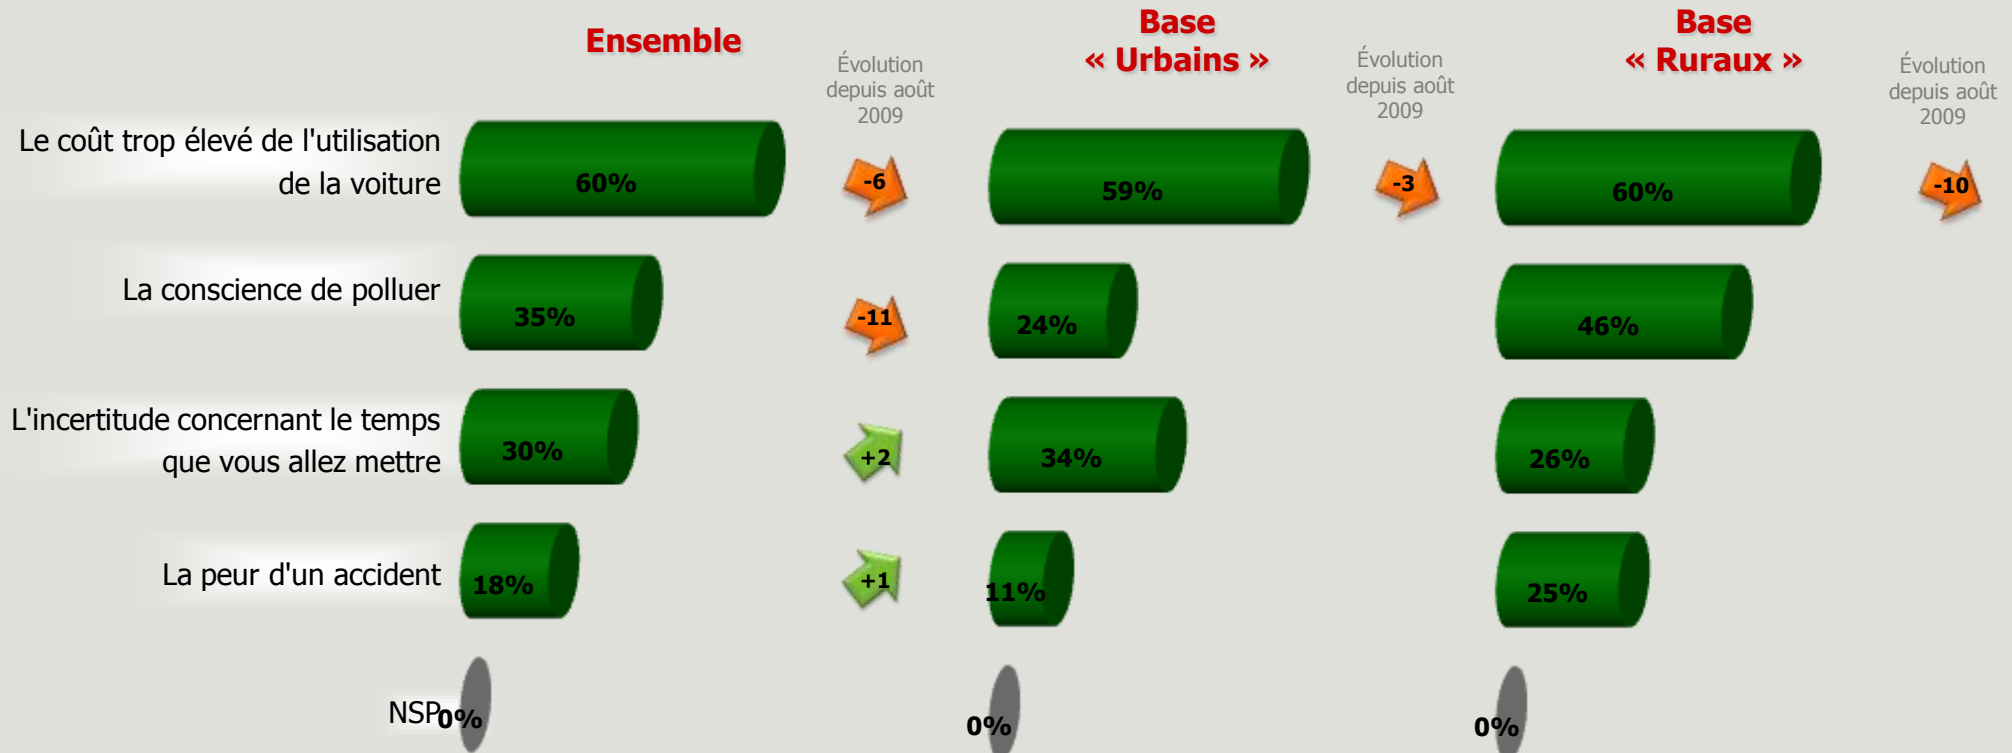 Ensemble
Évolution
depuis août
2009
Base
« Urbains »
Évolution
depuis août
2009
Base
« Ruraux »
Évolution
depuis août
2009
Le coût trop élevé de l'utilisation
de la voiture
60%
-6
59%
-3
60%
-10
La conscience de polluer
35%
-11
24%
46%
L'incertitude concernant le temps
que vous allez mettre
30%
+2
34%
26%
La peur d'un accident
18%
+1
11%
25%
NSP
0%
0%
0%